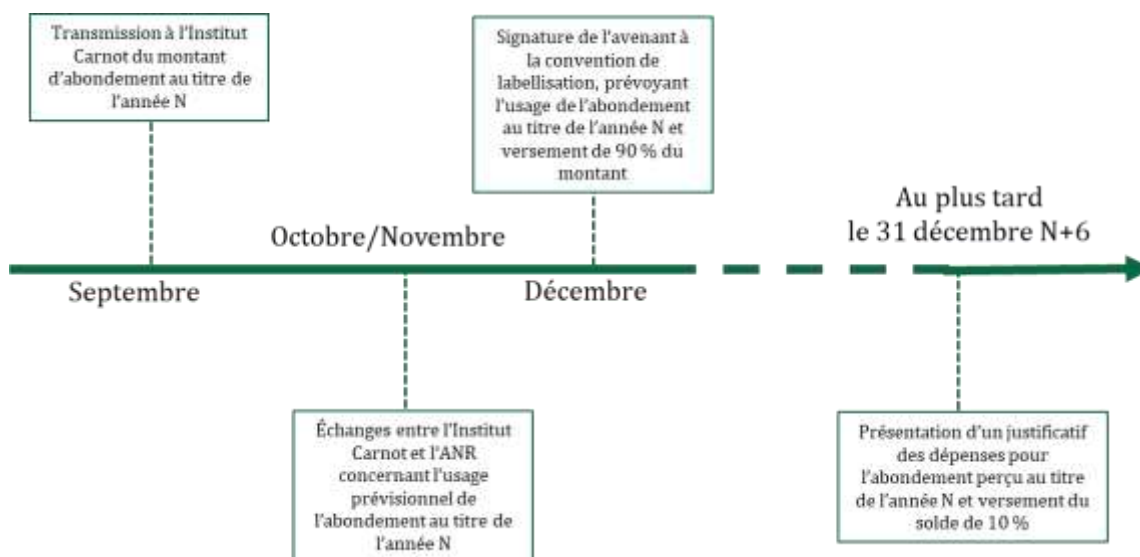 Transmission à l'Institut
Carnot du montant
d'abondement au titre de
l'année N
Signature de l'avenant à
la convention de
labellisation, prévoyant
l'usage de l'abondement
au titre de l'année N et
versement de 90 % du
montant
Au plus tard
le 31 décembre N+6
Octobre/Novembre
Septembre
Décembre
Échanges entre l'Institut
Carnot et l'ANR
concernant l'usage
prévisionnel de
l'abondement au titre de
l'année N
Présentation d'un justificatif
des dépenses pour
l'abondement perçu au titre
de l'année N et versement du
solde de 10 %